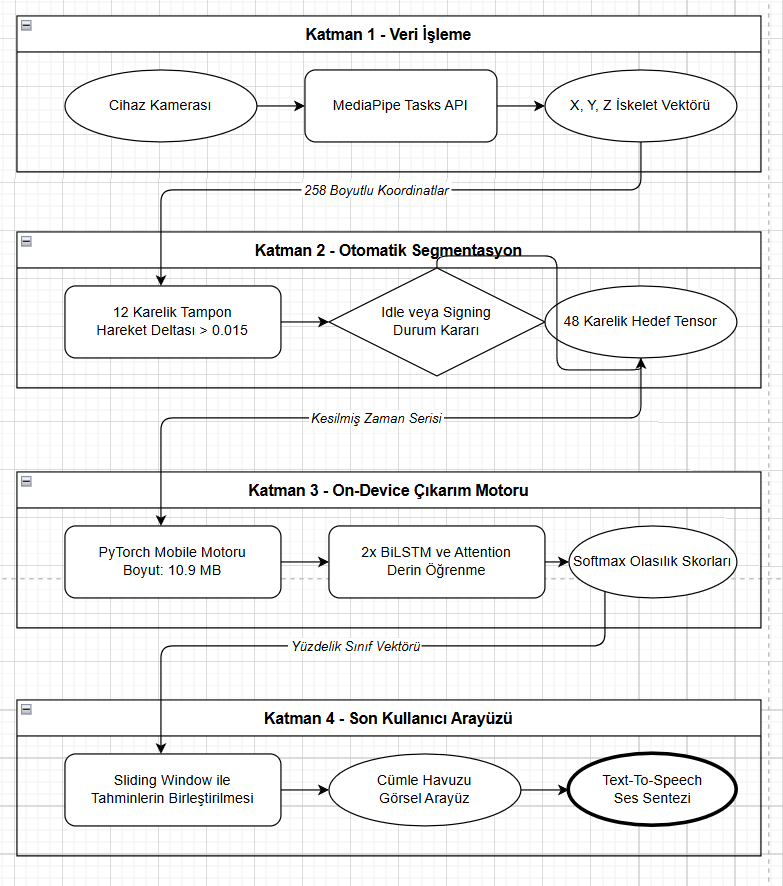 Katman 1 - Veri İşleme
Cihaz Kamerası
MediaPipe Tasks API
X, Y, Z İskelet Vektörü
258 Boyutlu Koordinatlar
Katman 2 - Otomatik Segmentasyon
12 Karelik Tampon
Hareket Deltası > 0.015
Idle veya Signing
Durum Kararı
48 Karelik Hedef Tensor
Kesilmiş Zaman Serisi
Katman 3 - On-Device Çıkarım Motoru
PyTorch Mobile Motoru
Boyut: 10.9 MB
2x BiLSTM ve Attention
Derin Öğrenme
Softmax Olasılık Skorları
Yüzdelik Sınıf Vektörü
Katman 4 - Son Kullanıcı Arayüzü
Sliding Window ile
Tahminlerin Birleştirilmesi
Cümle Havuzu
Görsel Arayüz
Text-To-Speech
Ses Sentezi